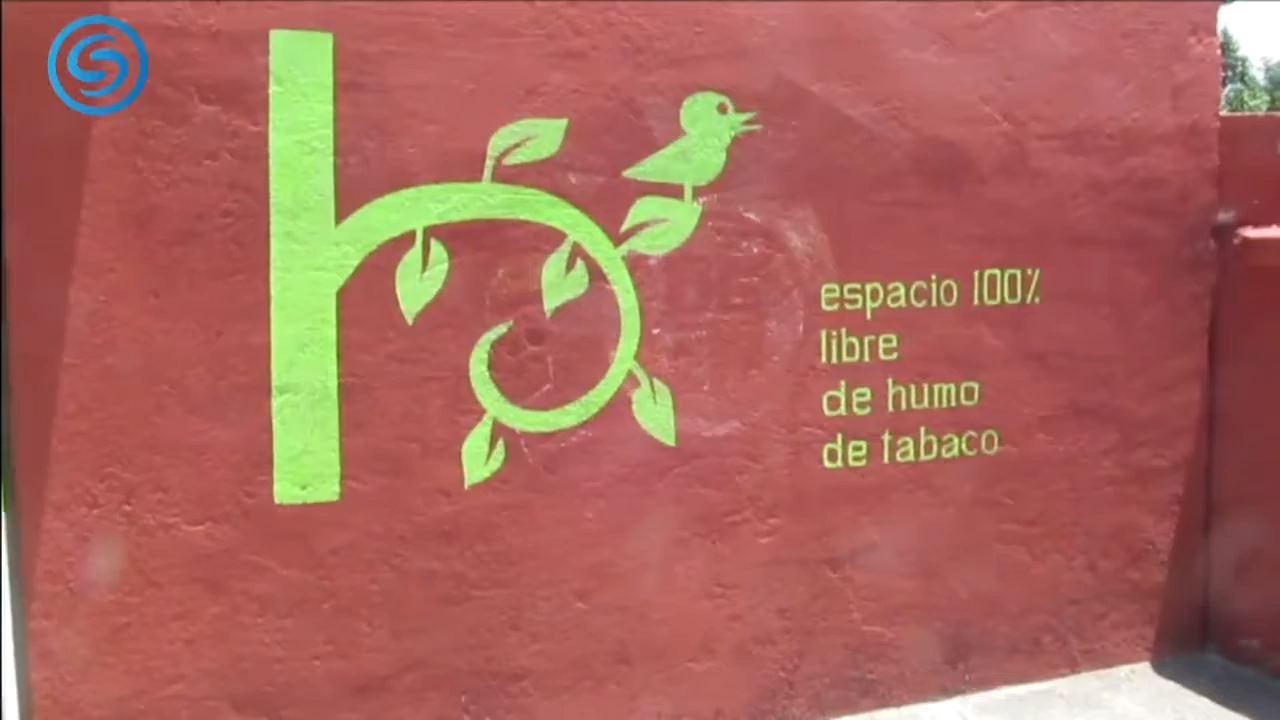 h
espacio 100%
libre
de humo
de tabaco